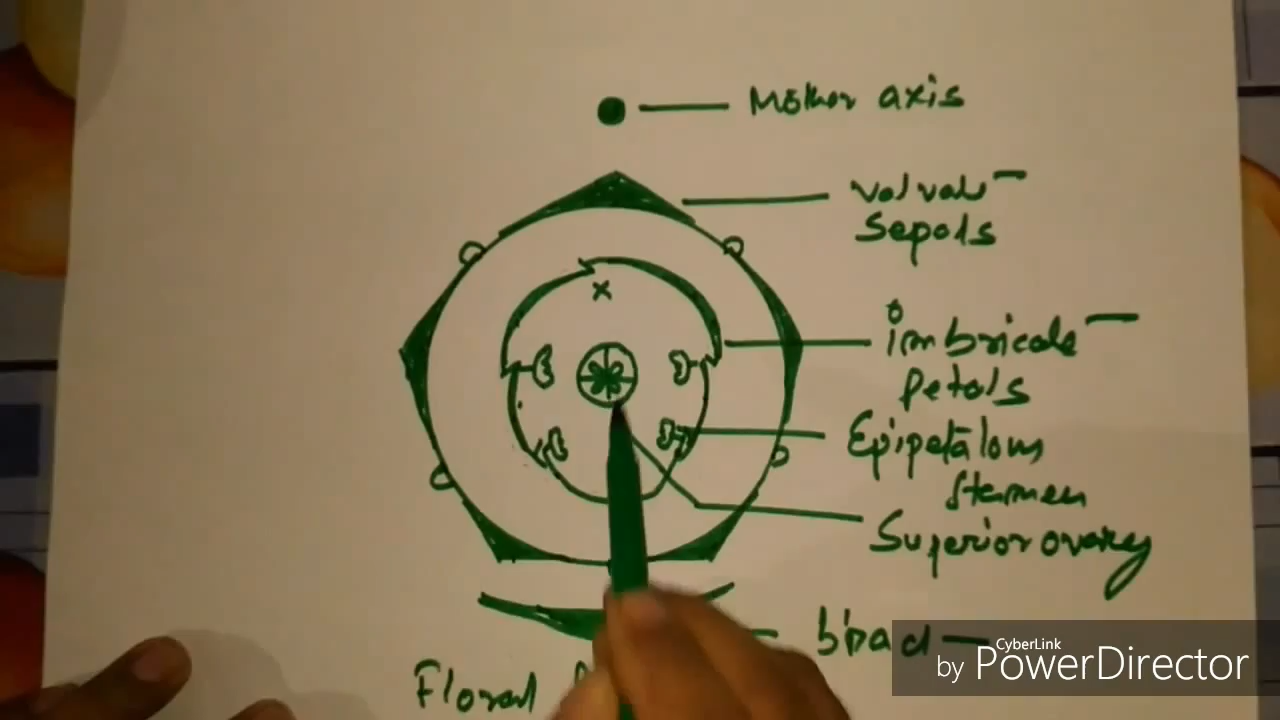 Mother axis
Valvate
Sepals
Imbricate
petals
Epipetalous
Stamen
Superior ovary
bract
Floral
CyberLink
by PowerDirector